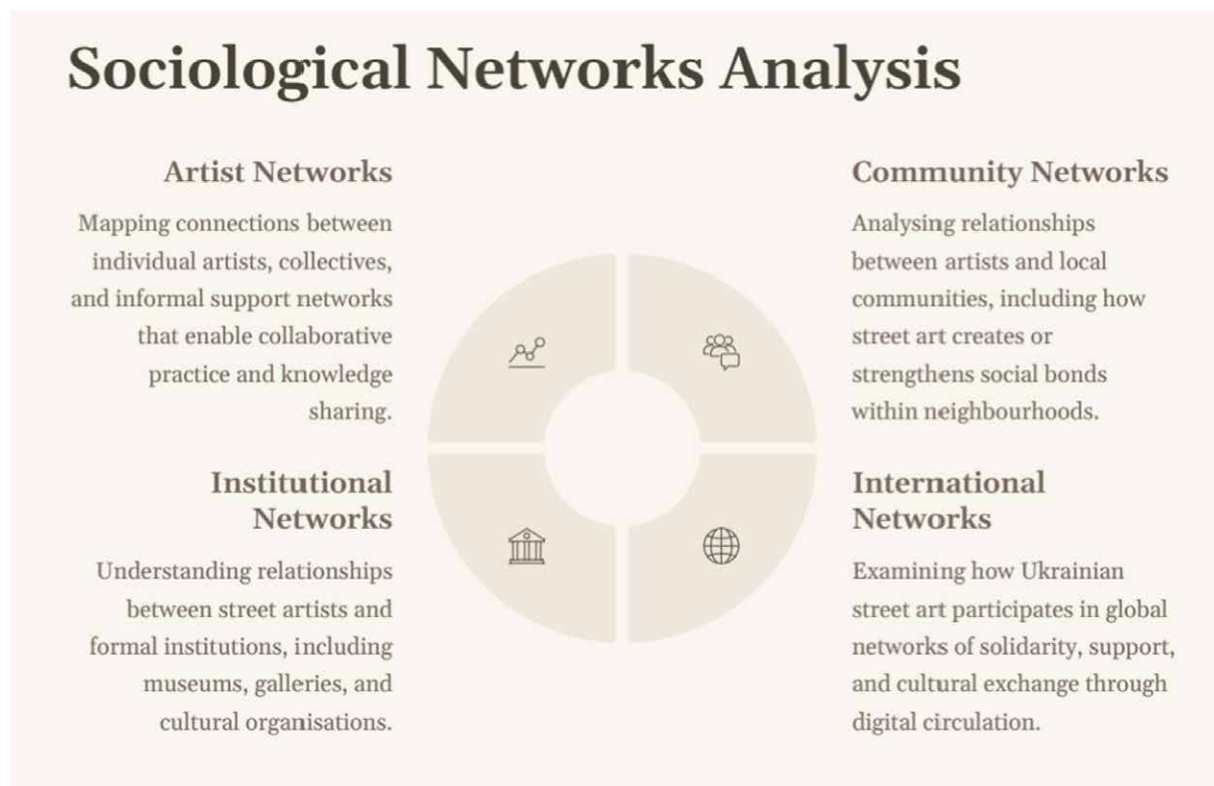 Sociological Networks Analysis
Artist Networks
Mapping connections between
individual artists, collectives,
and informal support networks
that enable collaborative
practice and knowledge
sharing.
Community Networks
Analysing relationships
between artists and local
communities, including how
street art creates or
strengthens social bonds
within neighbourhoods.
Institutional
Networks
Understanding relationships
between street artists and
formal institutions, including
museums, galleries, and
cultural organisations.
International
Networks
Examining how Ukrainian
street art participates in global
networks of solidarity, support,
and cultural exchange through
digital circulation.